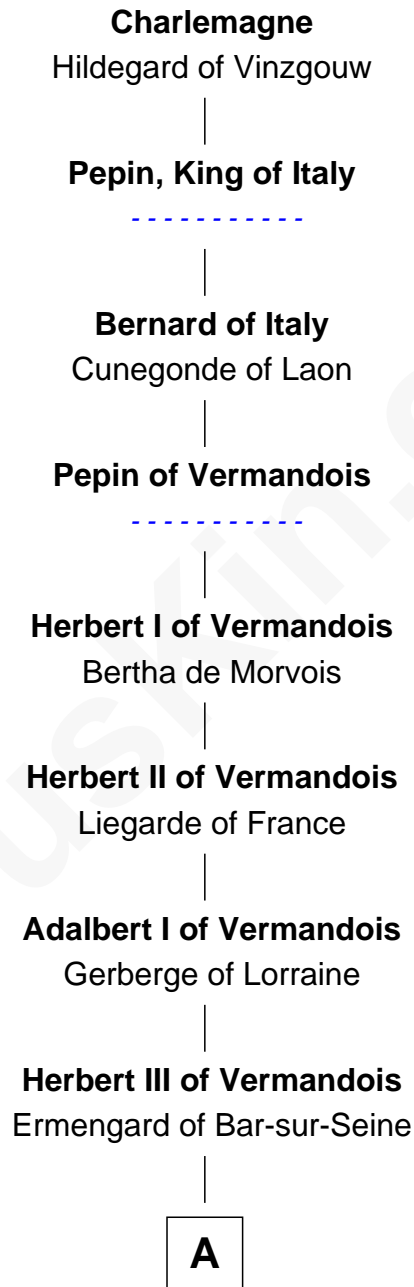 Charlemagne
Hildegard of Vinzgouw
Pepin, King of Italy
- - - - - - - - - - -
Bernard of Italy
Cunegonde of Laon
Pepin of Vermandois
- - - - - - - - - - -
Herbert I of Vermandois
Bertha de Morvois
Herbert II of Vermandois
Liegarde of France
Adalbert I of Vermandois
Gerberge of Lorraine
Herbert III of Vermandois
Ermengard of Bar-sur-Seine
A